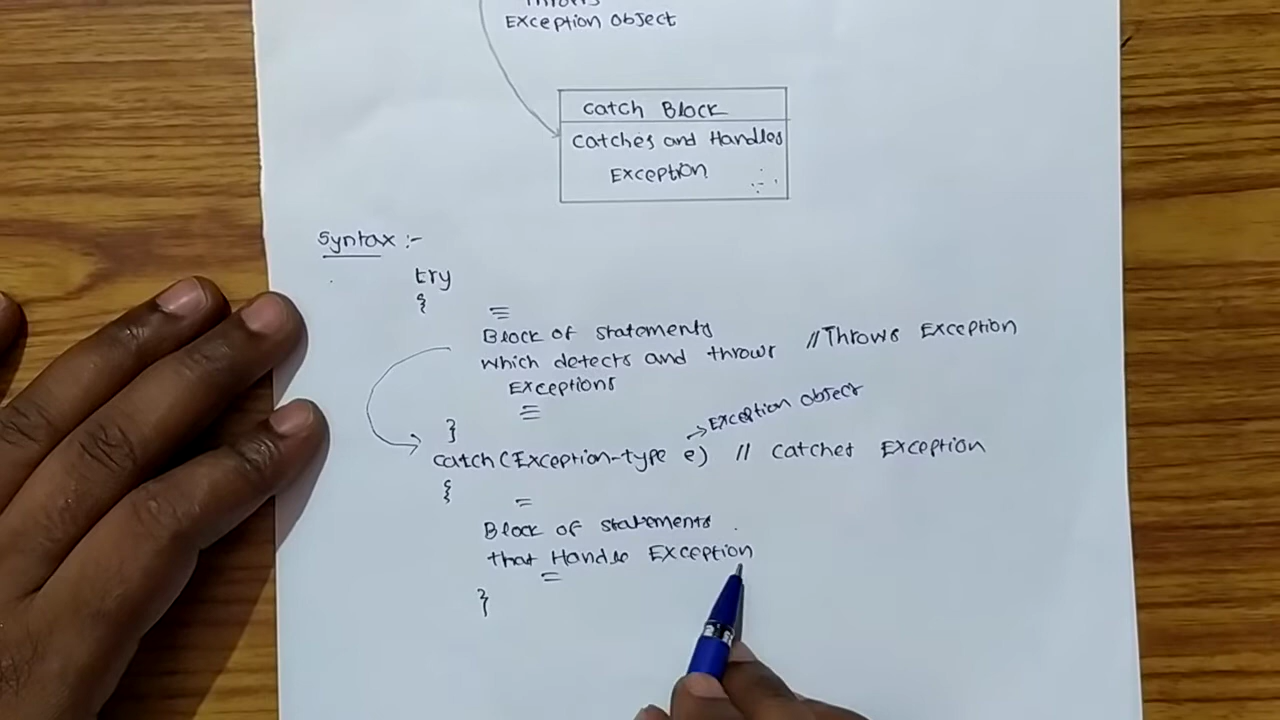 Throws
Exception Object
Catch Block
Catches and Handles
Exception
Syntax :-
try
{
Block of statements
which detects and throws //Throws Exception
Exceptions
}
Exception Object
catch(Exception-type e) // Catches Exception
{
Block of statements
that Handle Exception
}